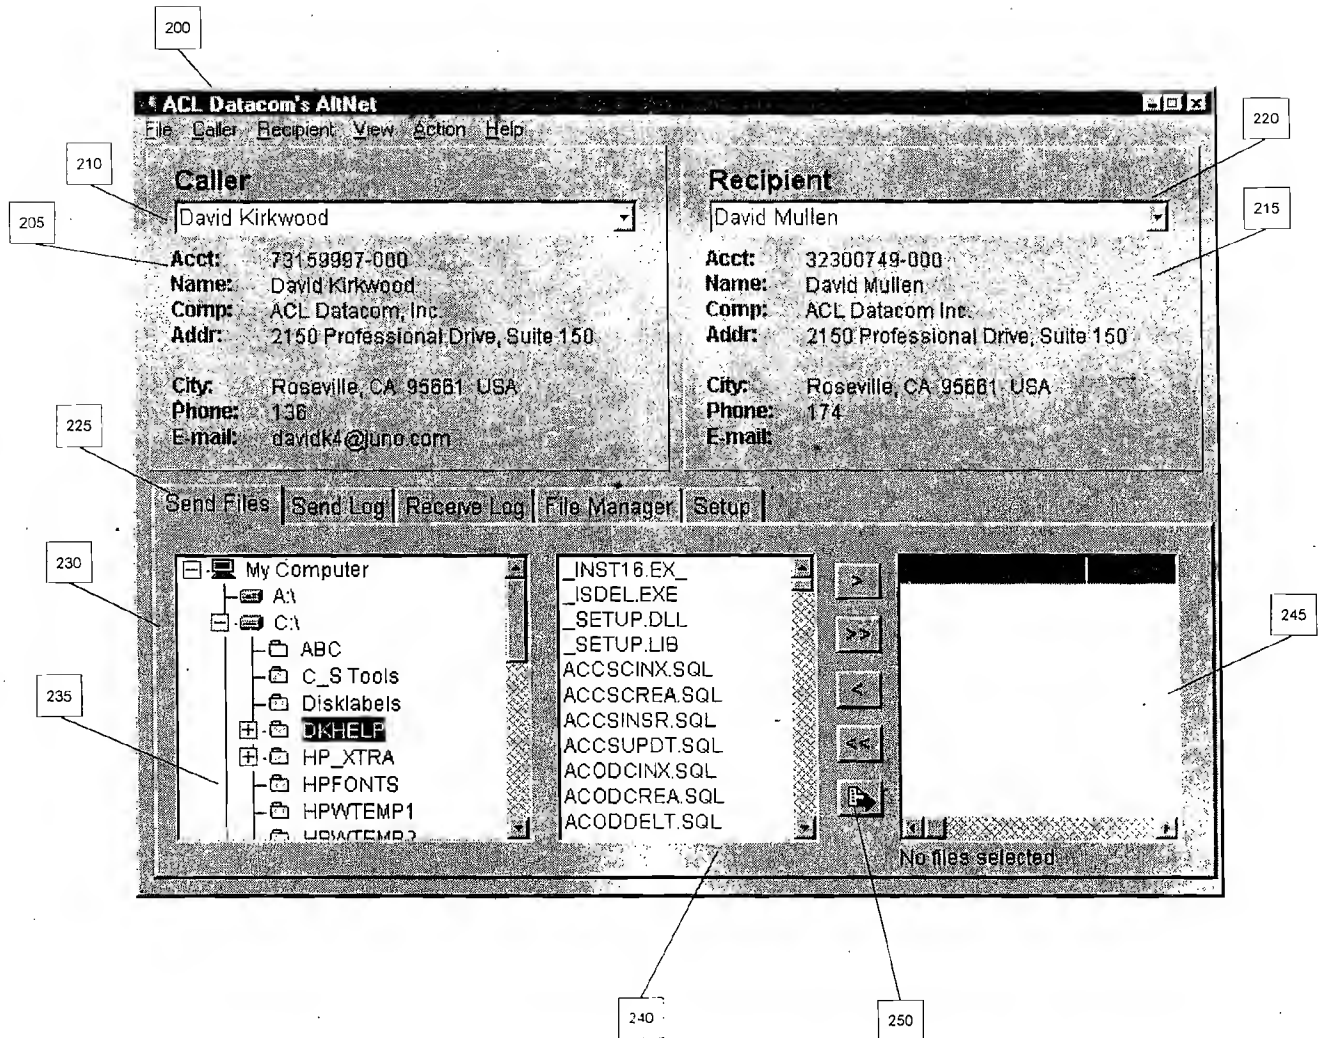 200
ACL Datacom's AltNet
File Caller Recipient View Action Help
220
210
Caller
Recipient
205
David Kirkwood
David Mullen
215
Acct: 73159997-000
Name: David Kirkwood
Comp: ACL Datacom, Inc.
Addr: 2150 Professional Drive, Suite 150
City: Roseville, CA 95661 USA
Phone: 136
E-mail: davidk4@juno.com
Acct: 32300749-000
Name: David Mullen
Comp: ACL Datacom Inc.
Addr: 2150 Professional Drive, Suite 150
City: Roseville, CA 95661 USA
Phone: 174
E-mail:
225
Send Files Send Log Receive Log File Manager Setup
230
My Computer
A:\
C:\
ABC
C_S Tools
Disklabels
DKHELP
HP_XTRA
HPFONTS
HPWTEMP1
HPWTEMP2
235
_INST16.EX_
_ISDEL.EXE
_SETUP.DLL
_SETUP.LIB
ACCSCINX.SQL
ACCSCREA.SQL
ACCSINSR.SQL
ACCSUPDT.SQL
ACODCINX.SQL
ACODCREA.SQL
ACODDELT.SQL
>
>>
<
<<
245
No files selected
240
250